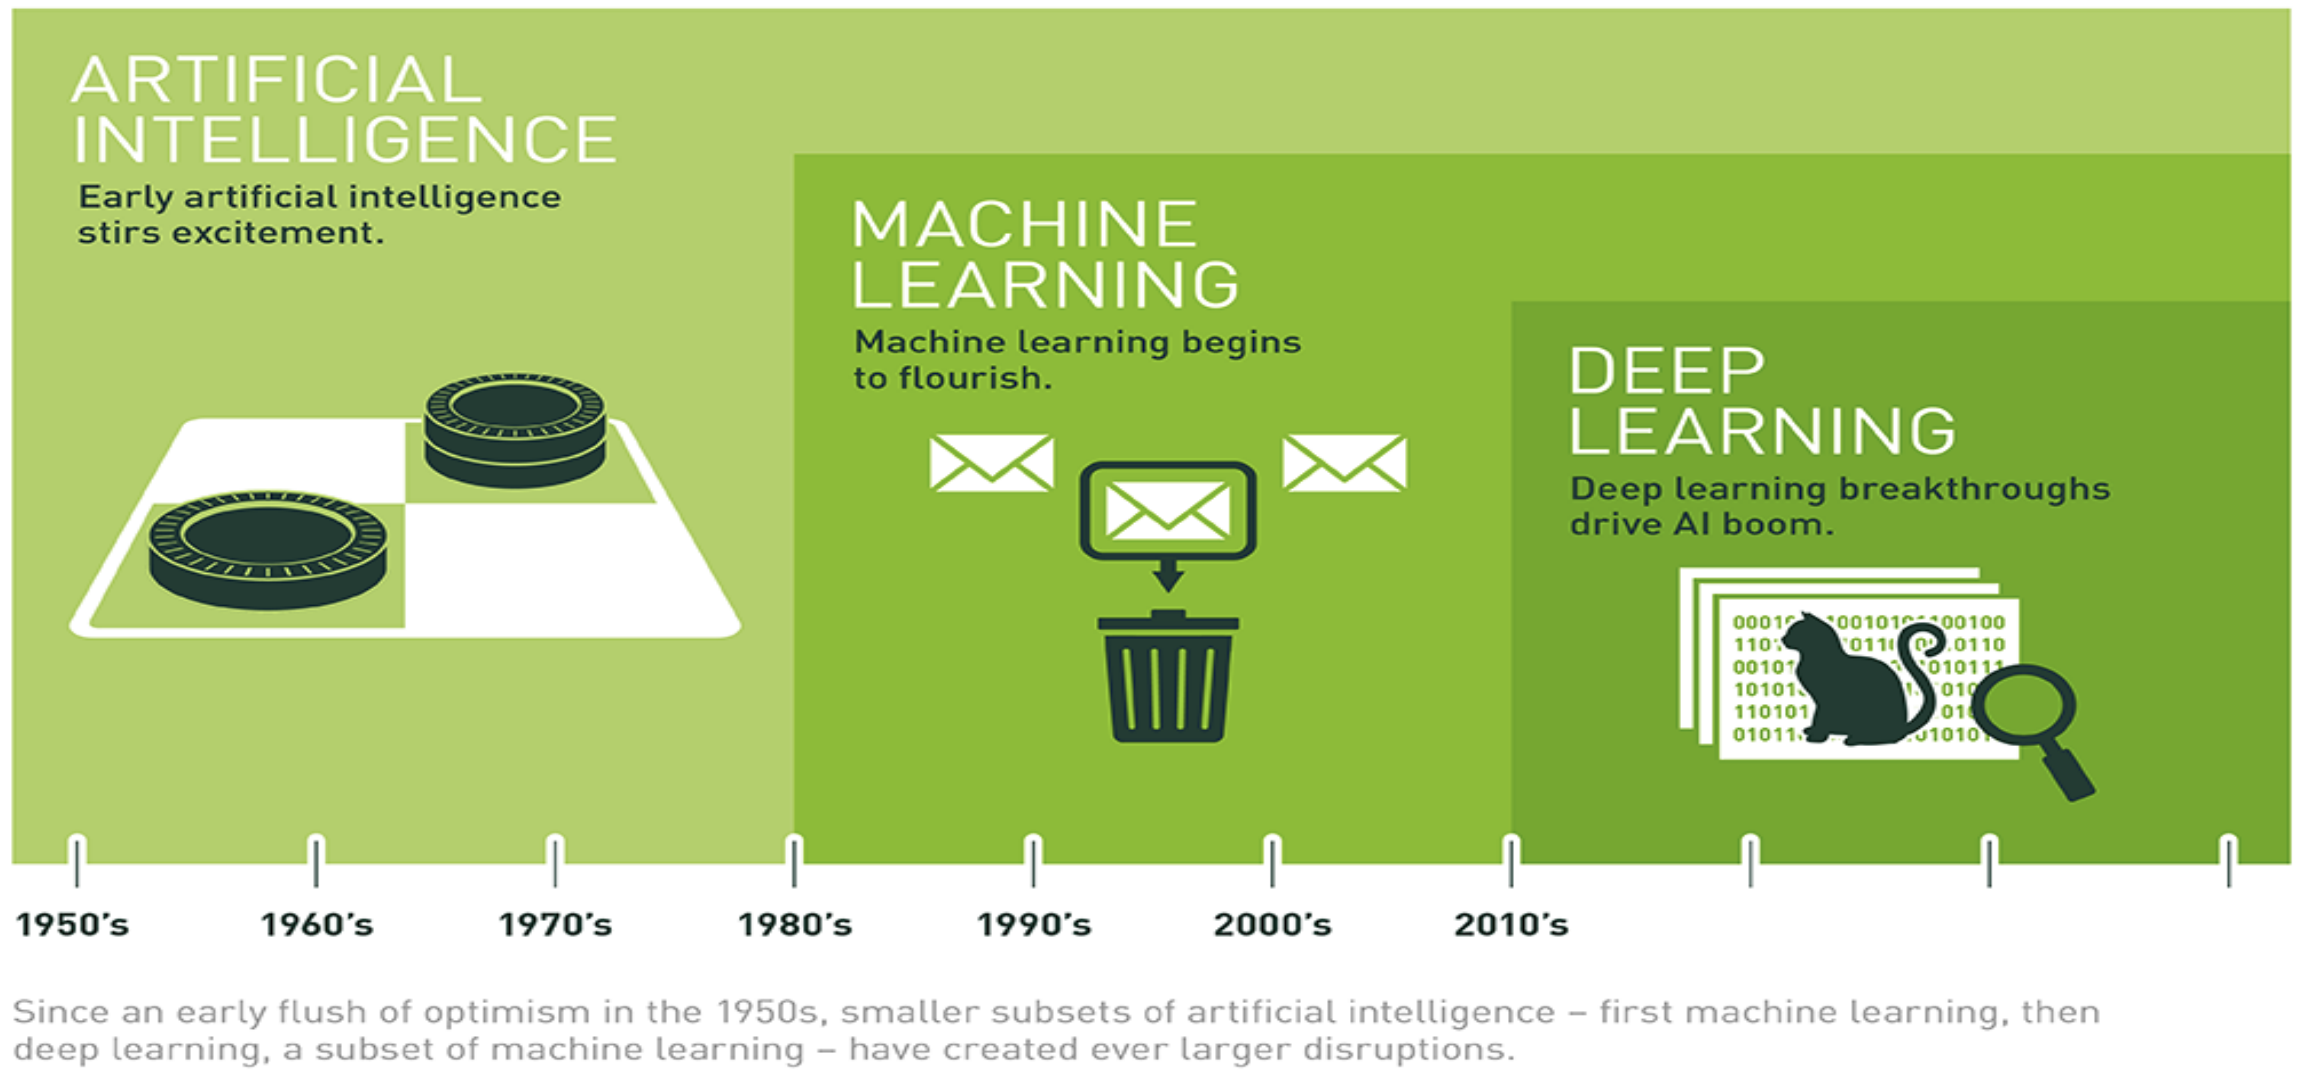 ARTIFICIAL
INTELLIGENCE
Early artificial intelligence
stirs excitement.
MACHINE
LEARNING
Machine learning begins
to flourish.
DEEP
LEARNING
Deep learning breakthroughs
drive AI boom.
1950's
1960's
1970's
1980's
1990's
2000's
2010's
Since an early flush of optimism in the 1950s, smaller subsets of artificial intelligence – first machine learning, then
deep learning, a subset of machine learning – have created ever larger disruptions.